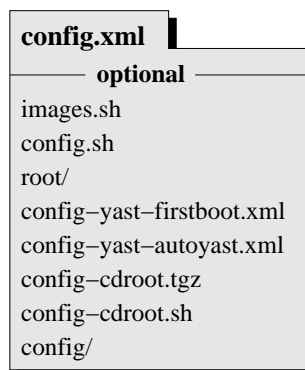 config.xml
optional
images.sh
config.sh
root/
config−yast−firstboot.xml
config−yast−autoyast.xml
config−cdroot.tgz
config−cdroot.sh
config/